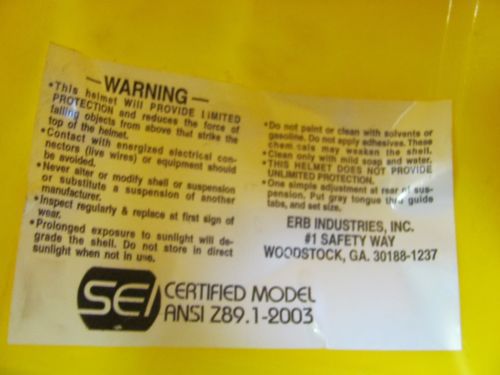 —WARNING—
•This helmet Will PROVIDE LIMITED
PROTECTION and reduces the force of
falling objects from above that strike the
top of the helmet.
•Contact with energized electrical con-
nectors (live wires) or equipment should
be avoided.
•Never alter or modify shell or suspension
or substitute a suspension of another
manufacturer.
•Inspect regularly & replace at first sign of
wear.
•Prolonged exposure to sunlight will de-
grade the shell. Do not store in direct
sunlight when not in use.
•Do not paint or clean with solvents or
gasoline. Do not apply adhesives. These
chemicals may weaken the shell.
•Clean only with mild soap and water.
•THIS HELMET DOES NOT PROVIDE
UNLIMITED PROTECTION.
•One simple adjustment at rear of sus-
pension. Put gray tongue thru guide
tabs, and set size.
ERB INDUSTRIES, INC.
#1 SAFETY WAY
WOODSTOCK, GA. 30188-1237
SEI CERTIFIED MODEL
ANSI Z89.1-2003